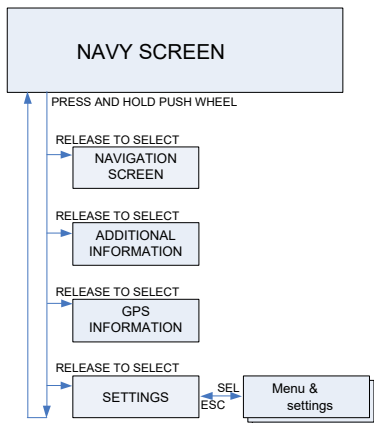 NAVY SCREEN
PRESS AND HOLD PUSH WHEEL
RELEASE TO SELECT
NAVIGATION
SCREEN
RELEASE TO SELECT
ADDITIONAL
INFORMATION
RELEASE TO SELECT
GPS
INFORMATION
RELEASE TO SELECT
SETTINGS
SEL
ESC
Menu &
settings